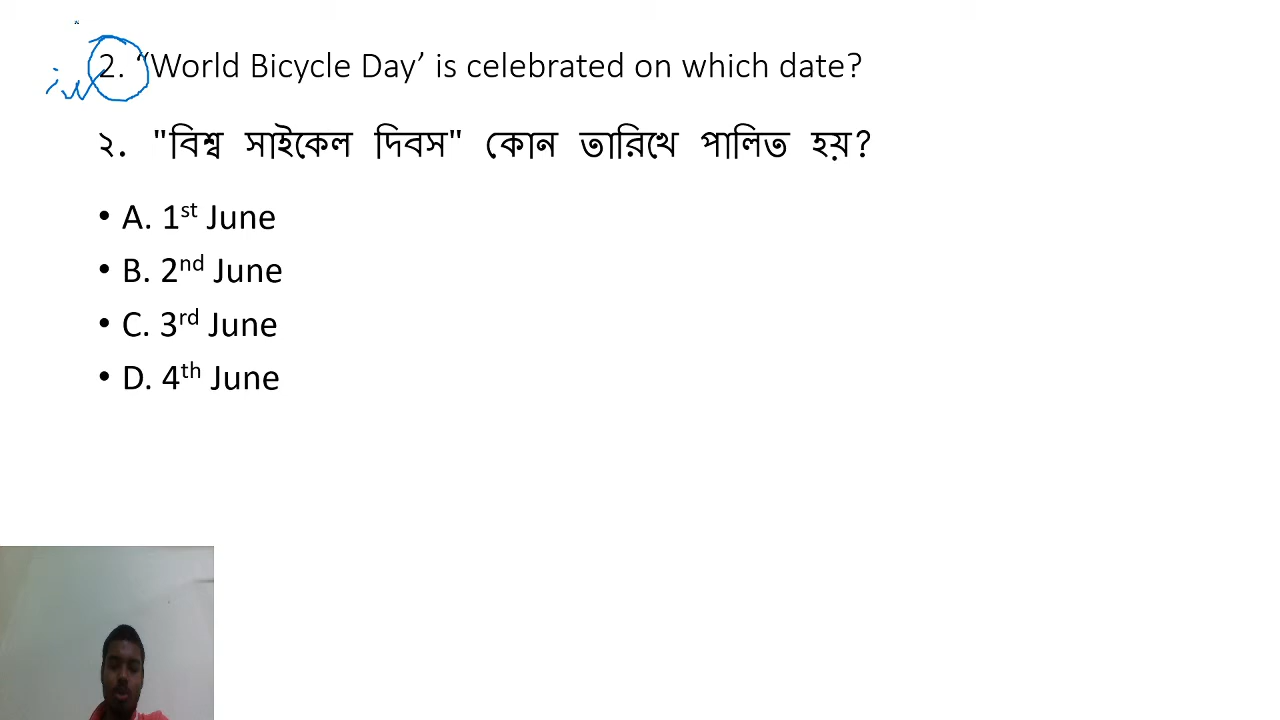 2. “World Bicycle Day’ is celebrated on which date?
২. "বিশ্ব সাইকেল দিবস" কোন তারিখে পালিত হয়?
• A. 1st June
• B. 2nd June
• C. 3rd June
• D. 4th June